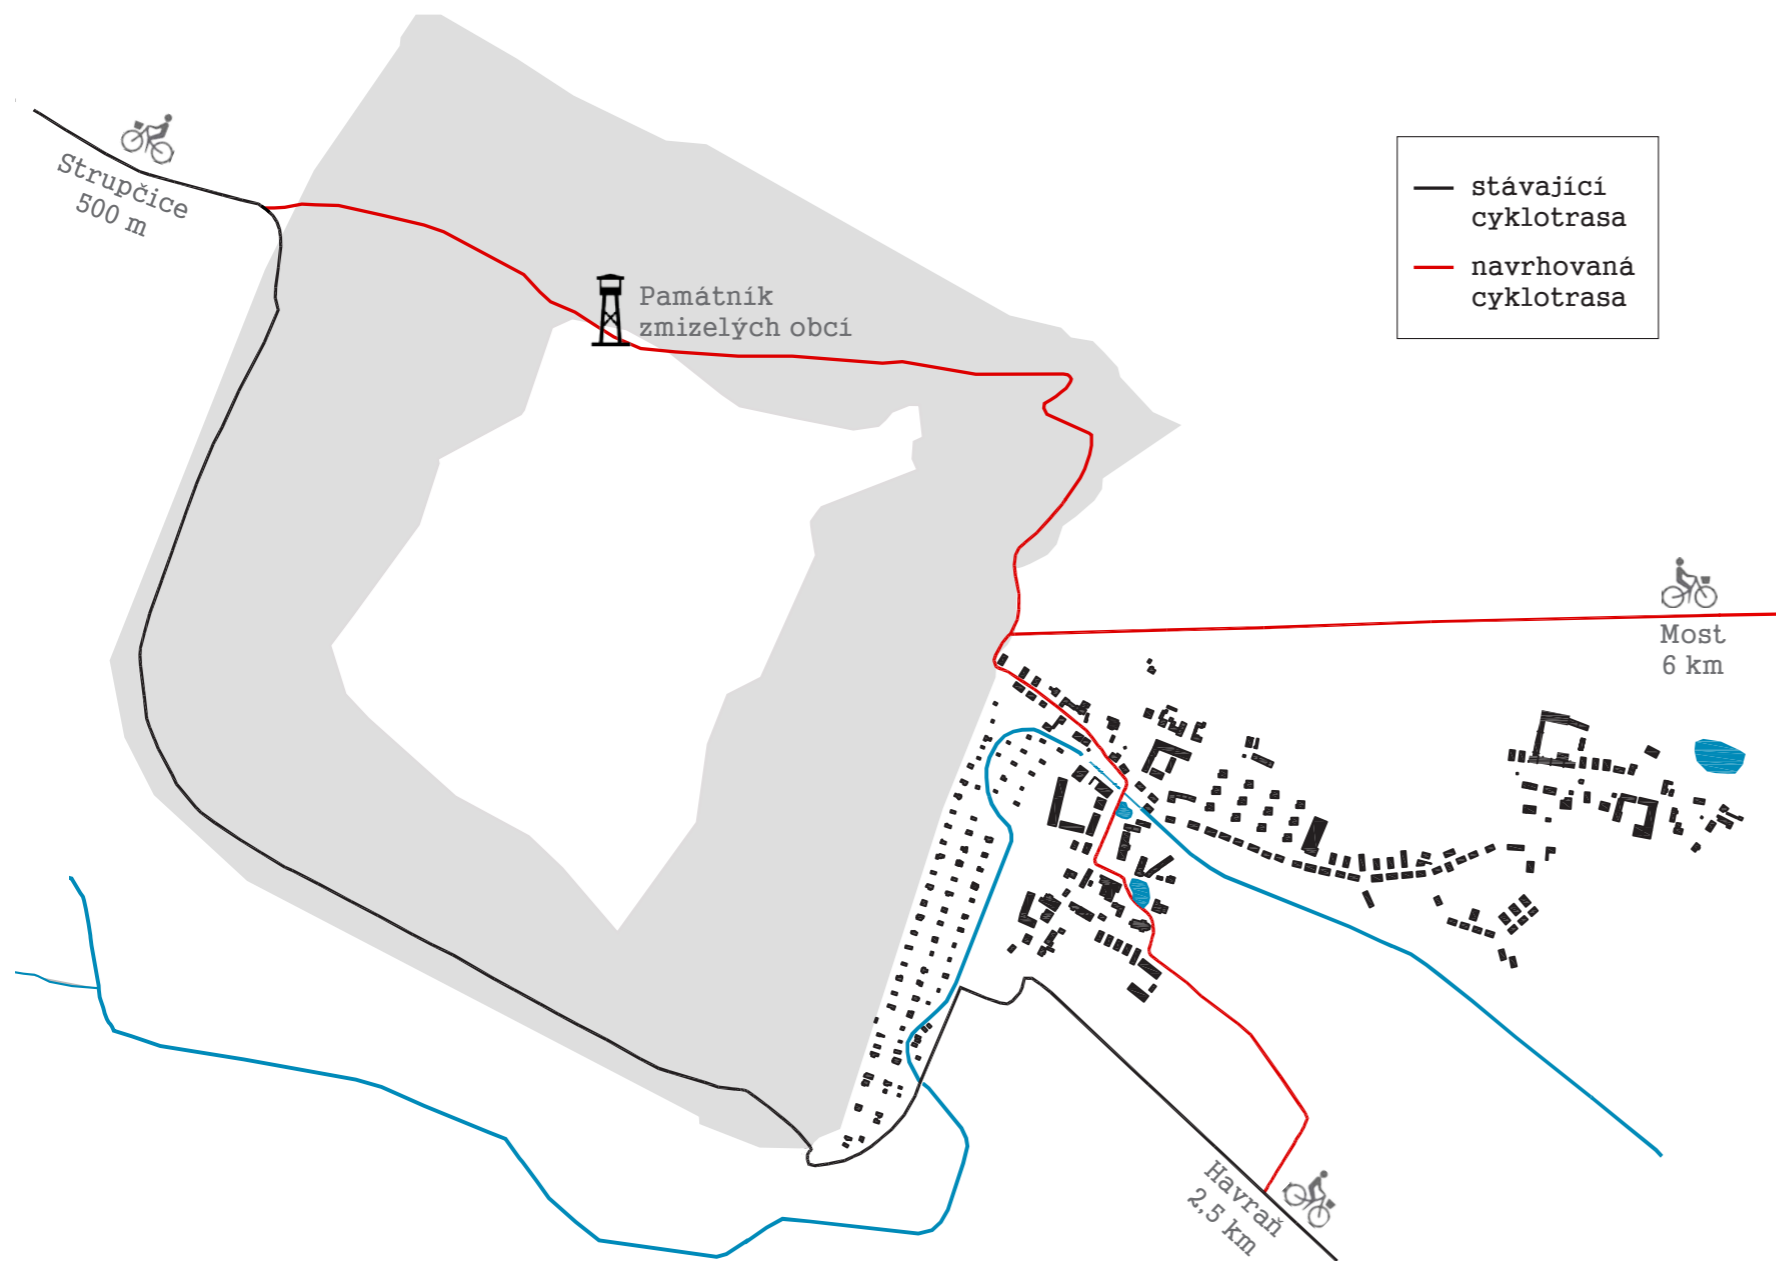 Strupčice
500 m
Památník
zmizelých obcí
stávající
cyklotrasa
navrhovaná
cyklotrasa
Most
6 km
Havraň
2,5 km